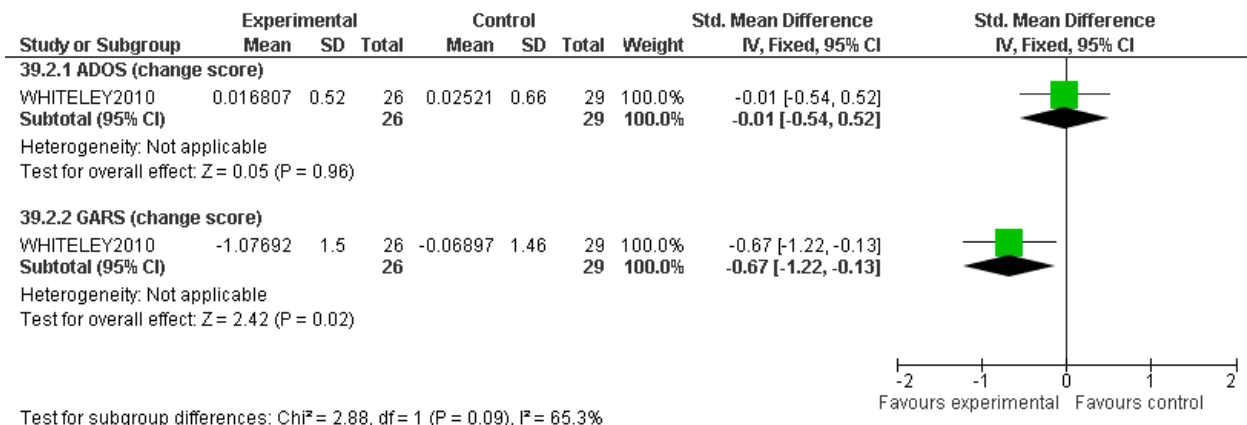 Experimental Control Std. Mean Difference Std. Mean Difference
Study or Subgroup Mean SD Total Mean SD Total Weight IV, Fixed, 95% CI IV, Fixed, 95% CI
39.2.1 ADOS (change score)
WHITELEY2010 0.016807 0.52 26 0.02521 0.66 29 100.0% -0.01 [-0.54, 0.52]
Subtotal (95% CI) 26 29 100.0% -0.01 [-0.54, 0.52]
Heterogeneity: Not applicable
Test for overall effect: Z = 0.05 (P = 0.96)
39.2.2 GARS (change score)
WHITELEY2010 -1.07692 1.5 26 -0.06897 1.46 29 100.0% -0.67 [-1.22, -0.13]
Subtotal (95% CI) 26 29 100.0% -0.67 [-1.22, -0.13]
Heterogeneity: Not applicable
Test for overall effect: Z = 2.42 (P = 0.02)
-2 -1 0 1 2
Favours experimental Favours control
Test for subgroup differences: Chi² = 2.88, df = 1 (P = 0.09), I² = 65.3%